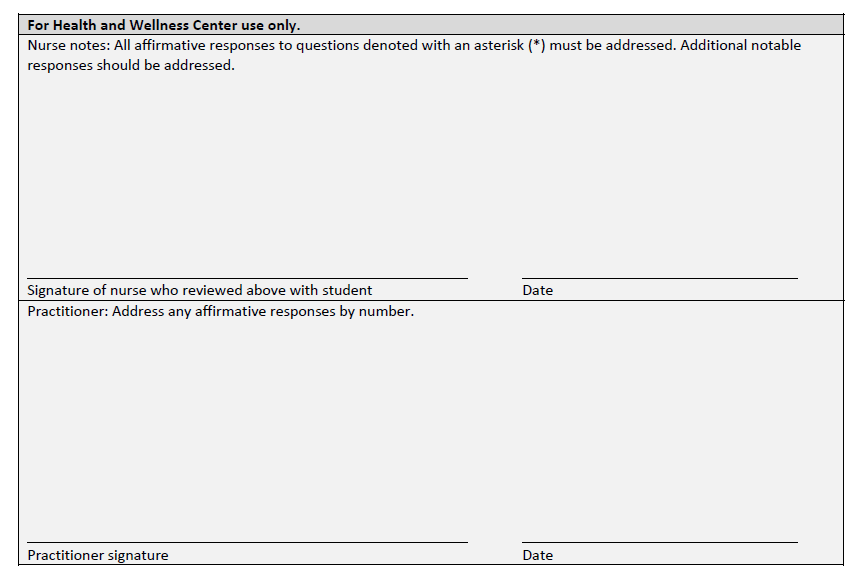 For Health and Wellness Center use only.
Nurse notes: All affirmative responses to questions denoted with an asterisk (*) must be addressed. Additional notable
responses should be addressed.
Signature of nurse who reviewed above with student Date
Practitioner: Address any affirmative responses by number.
Practitioner signature Date